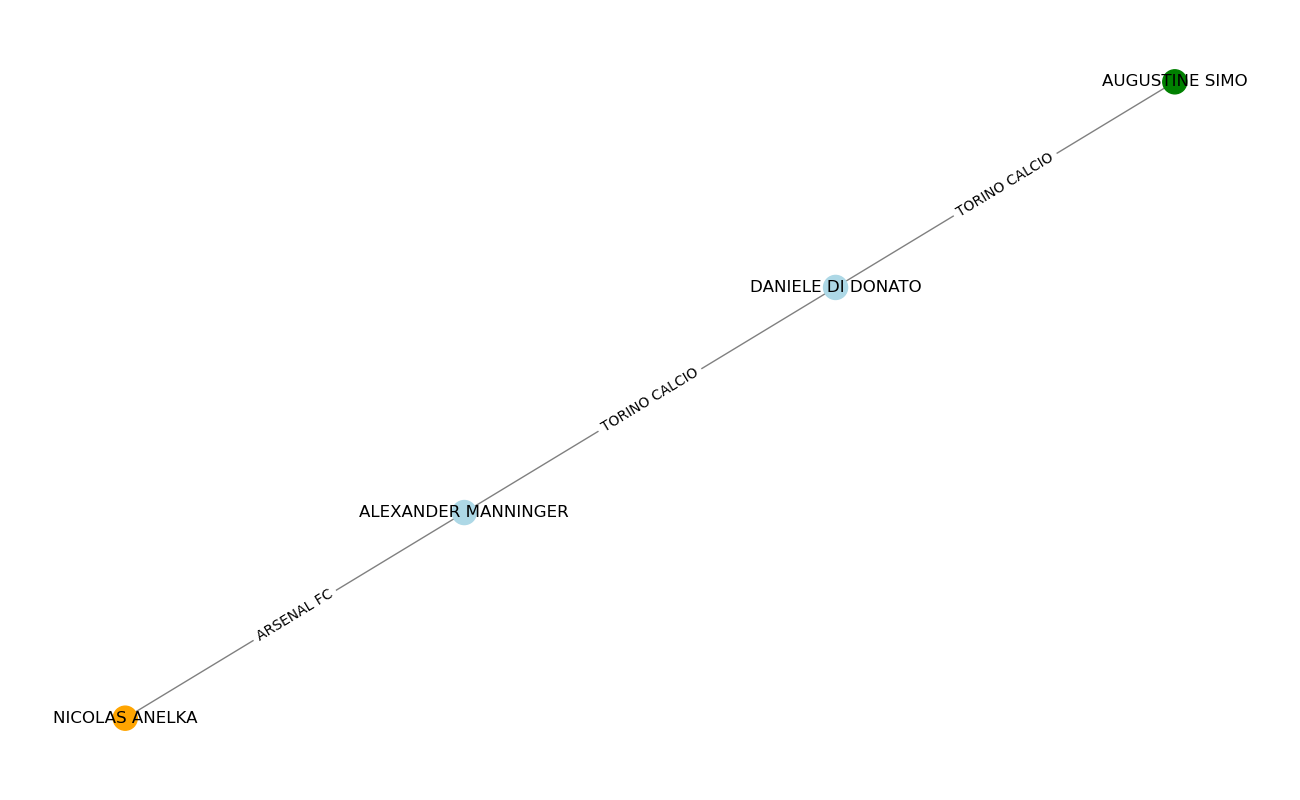 AUGUSTINE SIMO
TORINO CALCIO
DANIELE DI DONATO
TORINO CALCIO
ALEXANDER MANNINGER
ARSENAL FC
NICOLAS ANELKA